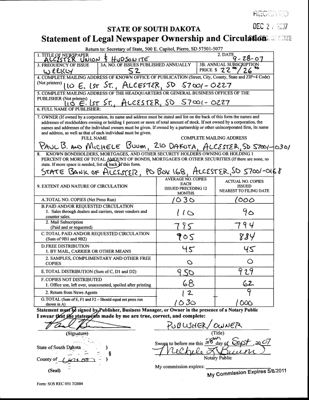 RECEIVED
DEC 2
STATE OF SOUTH DAKOTA
Statement of Legal Newspaper Ownership and Circulation
Return to: Secretary of State, 500 E. Capitol, Pierre, SD 57501-5077
1. TITLE OF NEWSPAPER 2. DATE
ALCESTER UNION & HUDSONITE 9-28-07
3. FREQUENCY OF ISSUE 3A. NO. OF ISSUES PUBLISHED ANNUALLY 3B. ANNUAL SUBSCRIPTION
WEEKLY 52 PRICE $ 22.00/26.00
4. COMPLETE MAILING ADDRESS OF KNOWN OFFICE OF PUBLICATION (Street, City, County, State and ZIP+4 Code)
(Not printers) 110 E. 1ST ST., ALCESTER, SD 57001-0227
5. COMPLETE MAILING ADDRESS OF THE HEADQUARTERS OR GENERAL BUSINESS OFFICES OF THE
PUBLISHER (Not printer)
110 E. 1ST ST., ALCESTER, SD 57001-0227
6. FULL NAME OF PUBLISHER:
7. OWNER (If owned by a corporation, its name and address must be stated and list on the back of this form the names and
addresses of stockholders owning or holding 1 percent or more of total amount of stock. If not owned by a corporation, the
names and addresses of the individual owners must be given. If owned by a partnership or other unincorporated firm, its name
and address, as well as that of each individual must be given.
FULL NAME COMPLETE MAILING ADDRESS
PAUL B. AND MICHELE BUUM, 210 DAKOTA, ALCESTER, SD 57001-0301
8. KNOWN BONDHOLDERS, MORTGAGES, AND OTHER SECURITY HOLDERS OWNING OR HOLDING 1
PERCENT OR MORE OF TOTAL AMOUNT OF BONDS, MORTGAGES OR OTHER SECURITIES (If there are none, so
state. If more space is needed, list on back of this form.
STATE BANK OF ALCESTER, PO BOX 168, ALCESTER, SD 57001-0168
9. EXTENT AND NATURE OF CIRCULATION
AVERAGE NO. COPIES
EACH
ISSUED PRECEDING 12
MONTHS
ACTUAL NO. COPIES
ISSUED
NEAREST TO FILING DATE
A. TOTAL NO. COPIES (Net Press Run) 1030 1000
B. PAID AND/OR REQUESTED CIRCULATION
1. Sales through dealers and carriers, street vendors and
counter sales. 110 90
2. Mail Subscription
(Paid and or requested) 795 794
C. TOTAL PAID AND/OR REQUESTED CIRCULATION
(Sum of 9B1 and 9B2) 905 884
D. FREE DISTRIBUTION
1. BY MAIL, CARRIER OR OTHER MEANS 45 45
2. SAMPLES, COMPLIMENTARY AND OTHER FREE
COPIES 0 0
E. TOTAL DISTRIBUTION (Sum of C, D1 and D2) 950 929
F. COPIES NOT DISTRIBUTED
1. Office use, left over, unaccounted, spoiled after printing 68 62
2. Return from News Agents 12 9
G. TOTAL (Sum of E, F1 and F2 - Should equal net press run
shown in A) 1030 1000
Statement must be signed by Publisher, Business Manager, or Owner in the presence of a Notary Public
I swear that the statements made by me are true, correct, and complete:
PUBLISHER/OWNER
(Signature) (Title)
State of South Dakota )
County of )
Sworn to before me this 28th day of Sept. 2007
Michele Buum
(Seal) Notary Public
My commission expires: My Commission Expires 5/8/2011
Form: SOS REC 051 7/2004